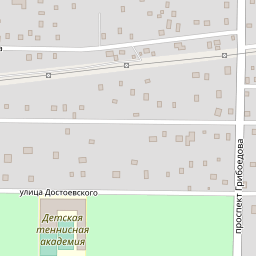 а
проспект Грибоедова
улица Достоевского
Детская
теннисная
академия